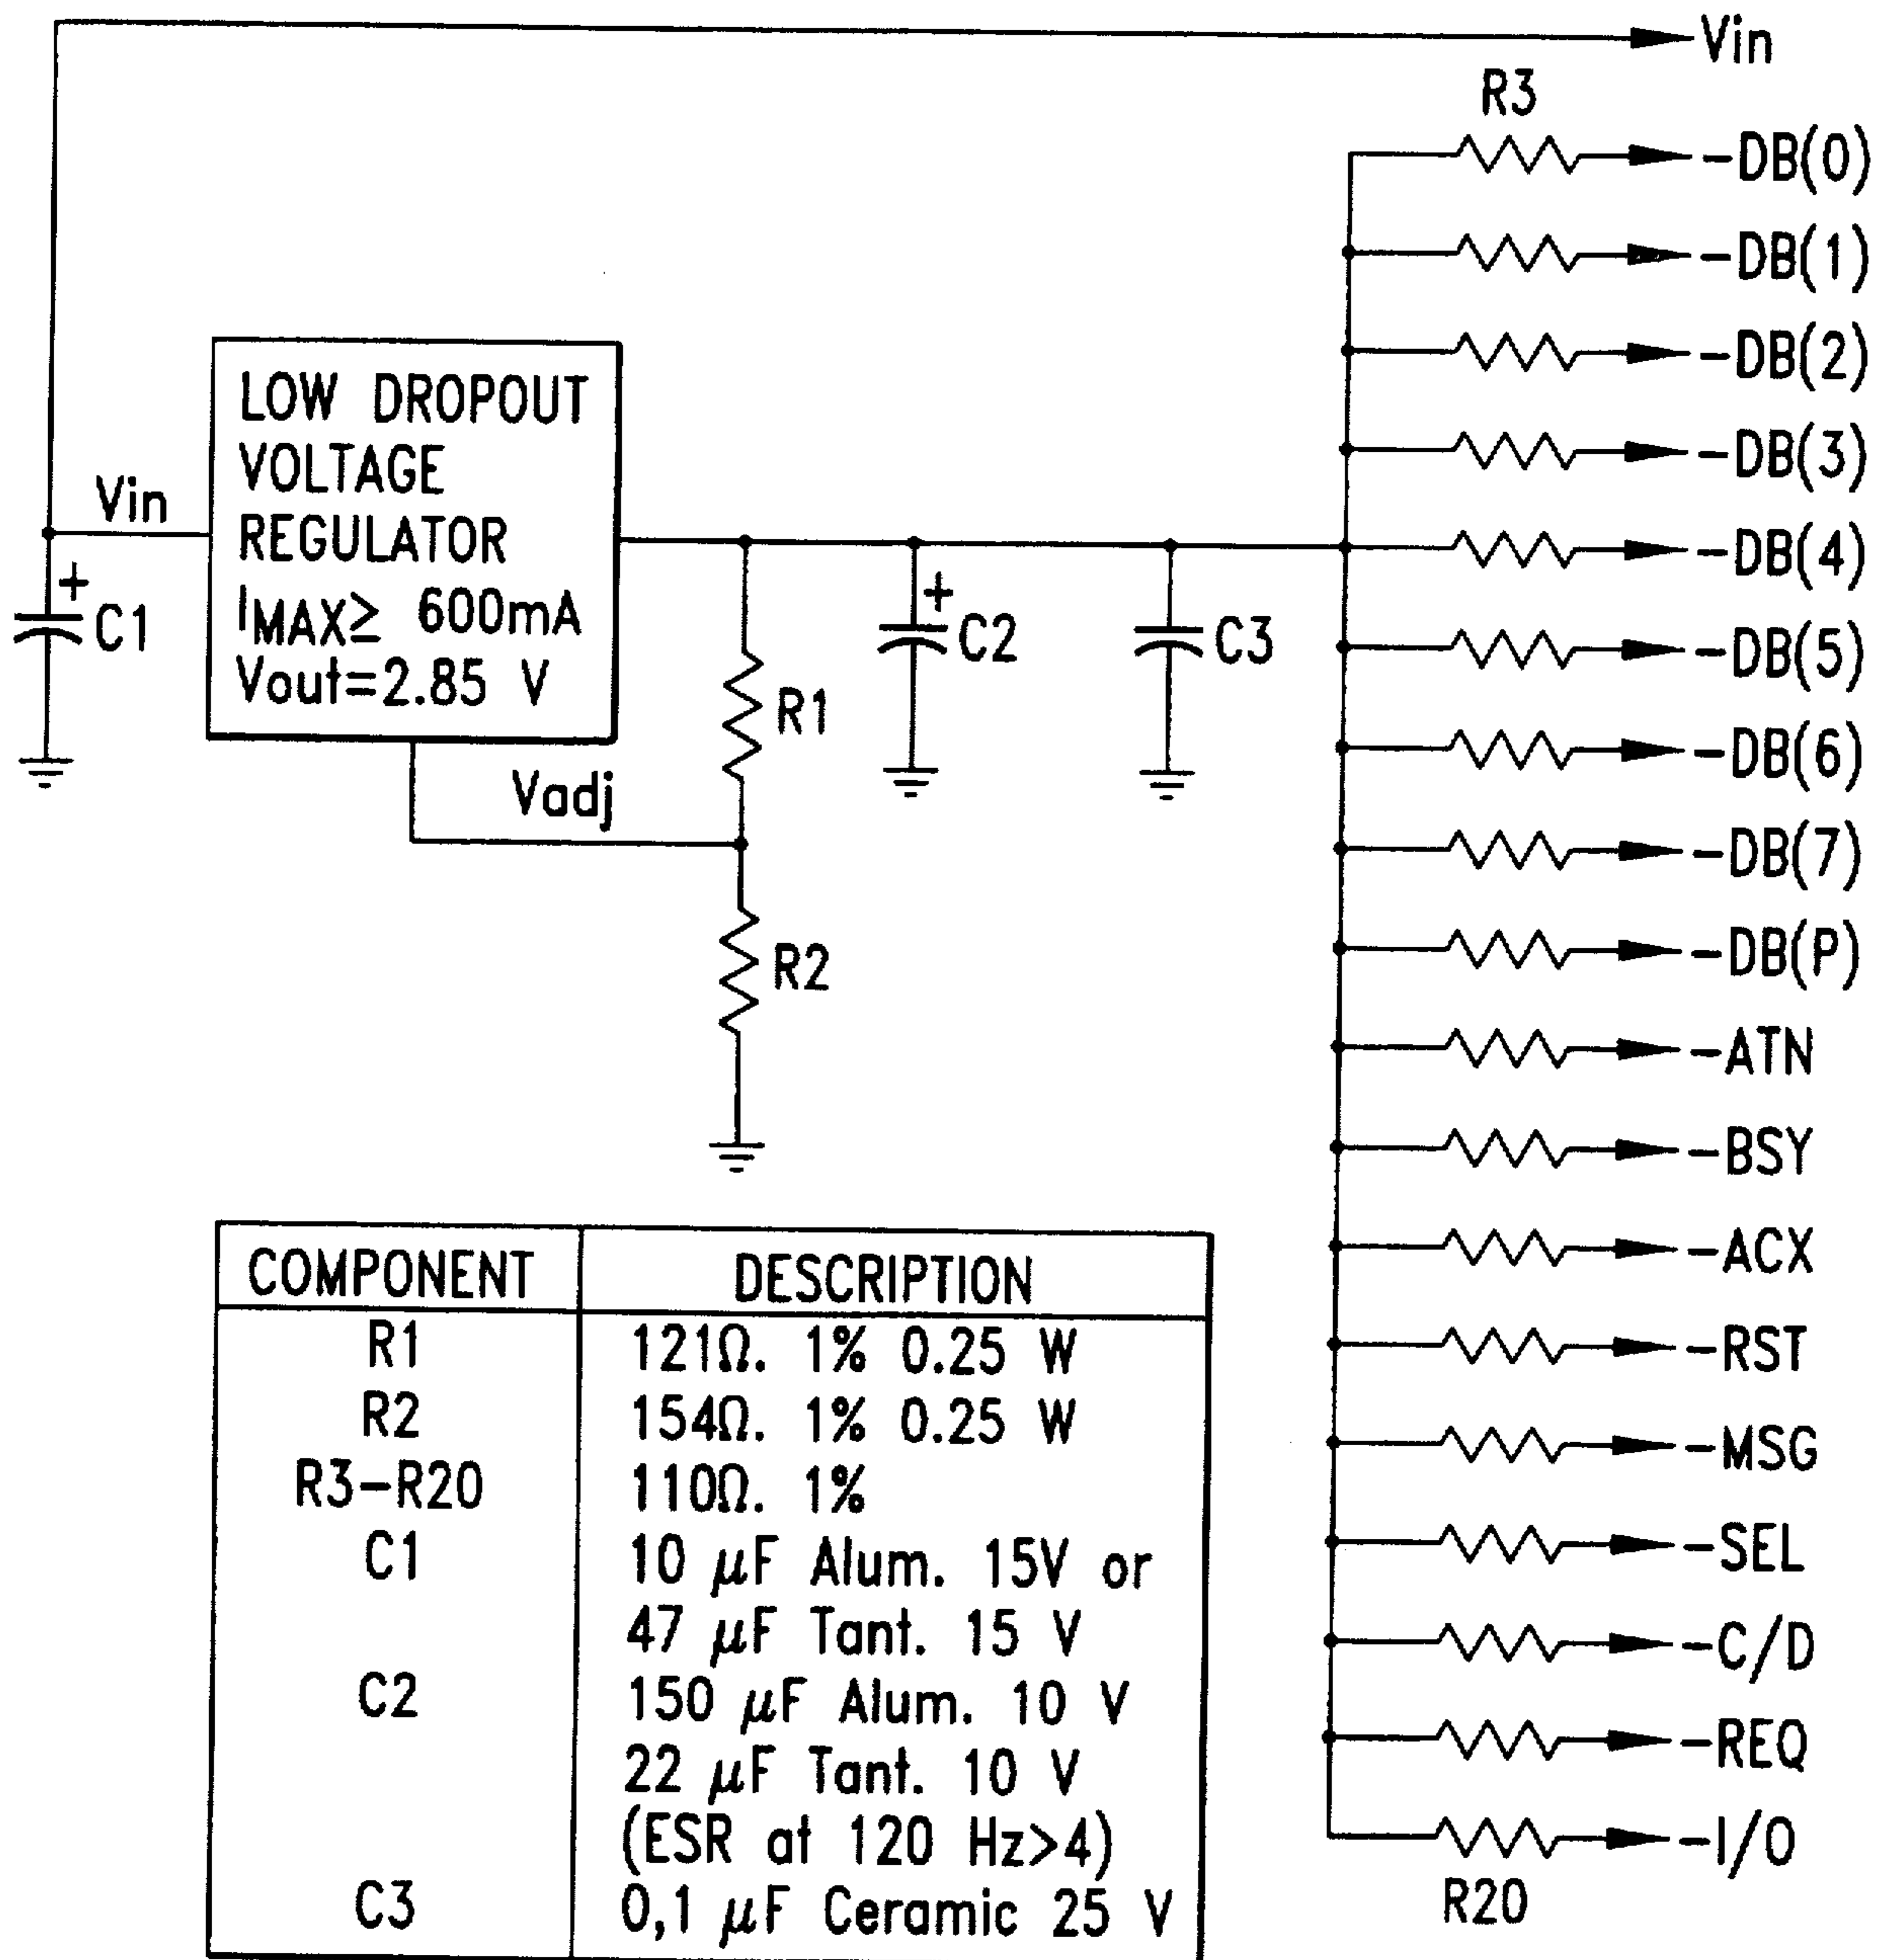 Vin
R3
-DB(0)
-DB(1)
-DB(2)
-DB(3)
-DB(4)
-DB(5)
-DB(6)
-DB(7)
-DB(P)
-ATN
-BSY
-ACX
-RST
-MSG
-SEL
-C/D
-REQ
-I/O
R20
Vin
+
C1
LOW DROPOUT
VOLTAGE
REGULATOR
IMAX≥ 600mA
Vout=2.85 V
Vadj
R1
R2
+
C2
C3
COMPONENT DESCRIPTION
R1 121Ω. 1% 0.25 W
R2 154Ω. 1% 0.25 W
R3-R20 110Ω. 1%
C1 10 μF Alum. 15V or
47 μF Tant. 15 V
C2 150 μF Alum. 10 V
22 μF Tant. 10 V
(ESR at 120 Hz>4)
C3 0,1 μF Ceramic 25 V